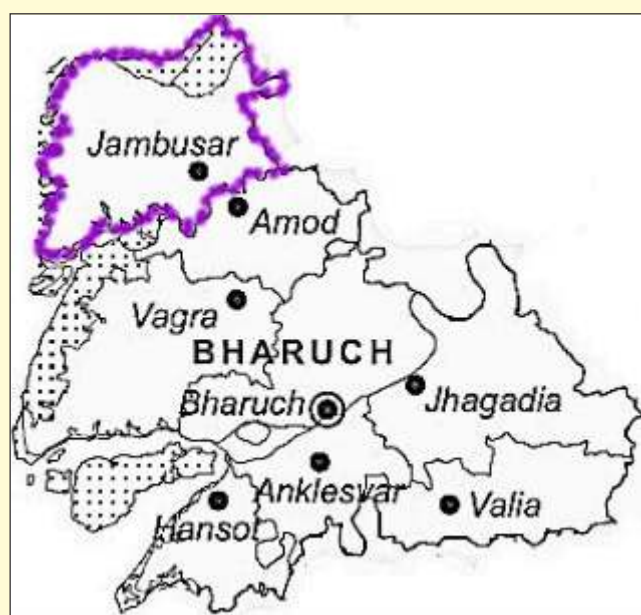 Jambusar
Amod
Vagra
BHARUCH
Bharuch
Jhagadia
Anklesvar
Valia
Hansot